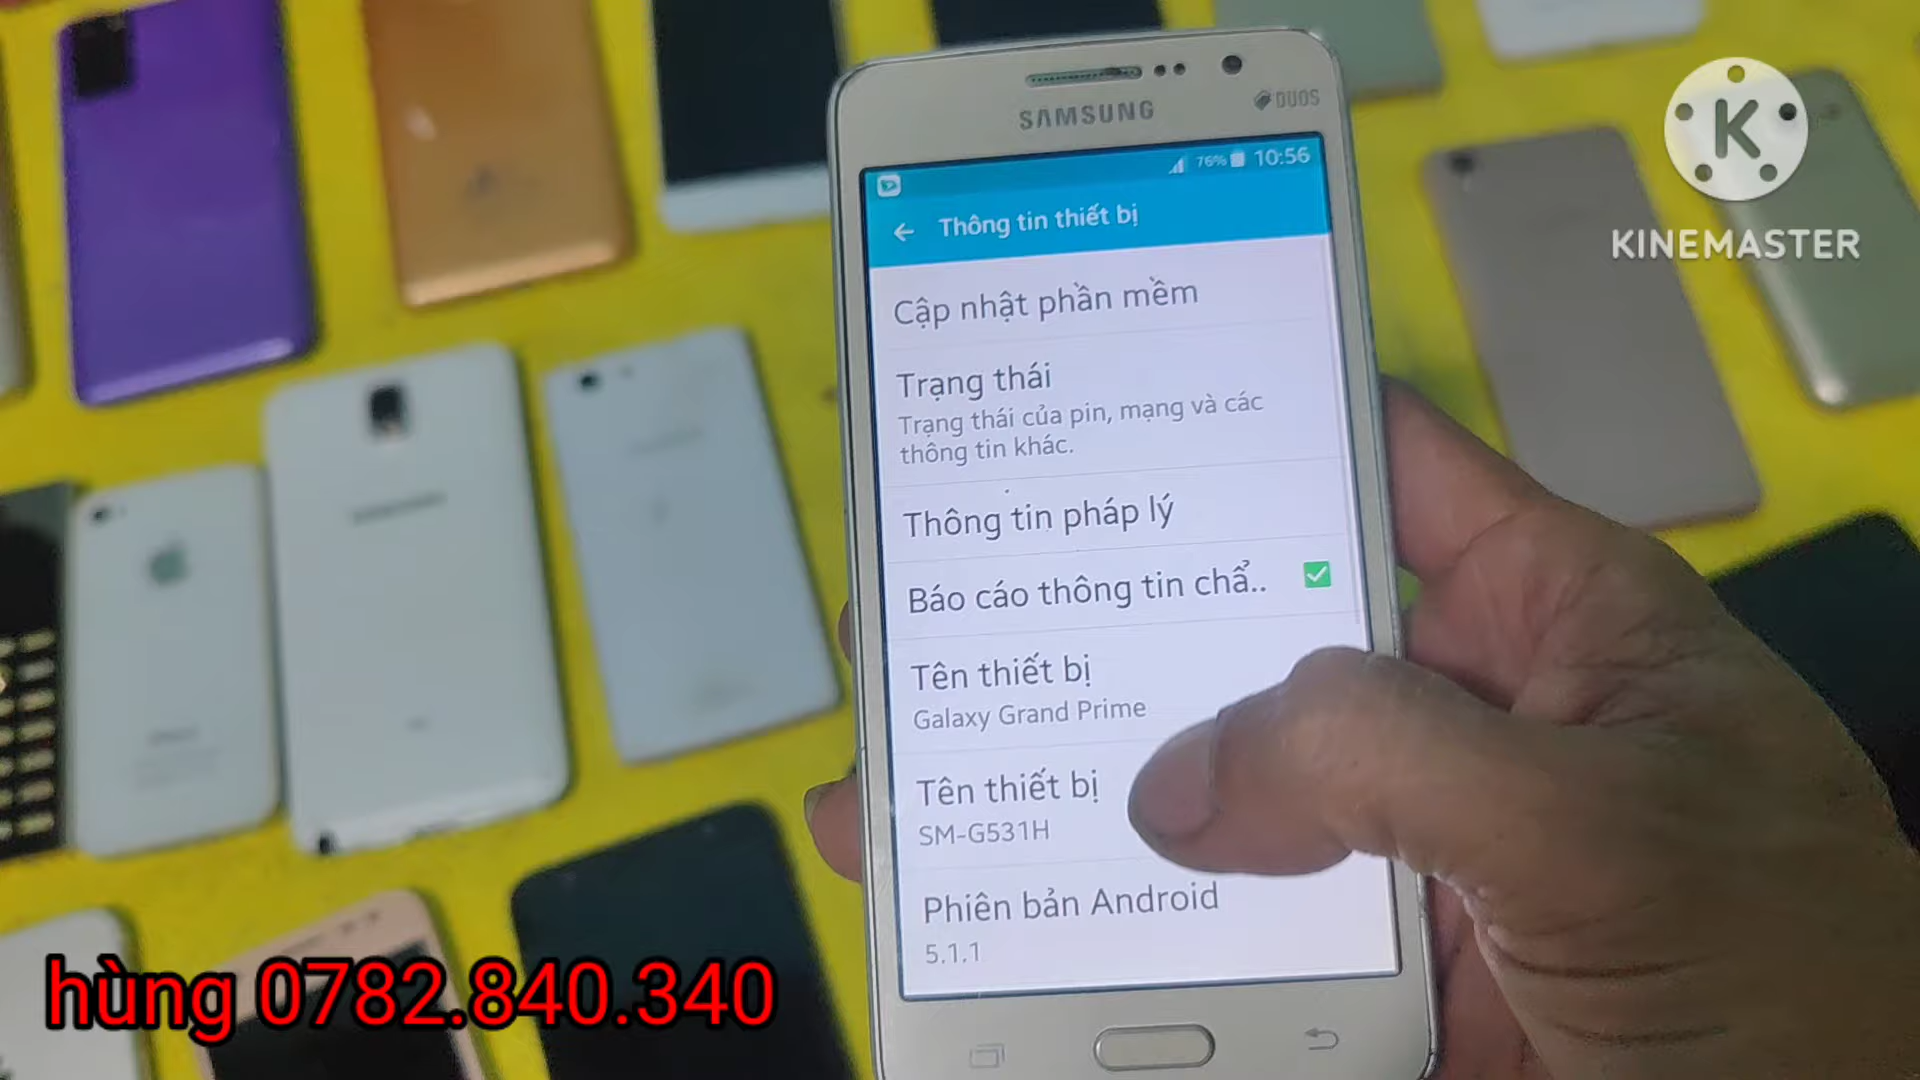 SAMSUNG
DUOS
76% 10:56
Thông tin thiết bị
Cập nhật phần mềm
Trạng thái
Trạng thái của pin, mạng và các
thông tin khác.
Thông tin pháp lý
Báo cáo thông tin chẩ..
Tên thiết bị
Galaxy Grand Prime
Tên thiết bị
SM-G531H
Phiên bản Android
5.1.1
K
KINEMASTER
hùng 0782.840.340